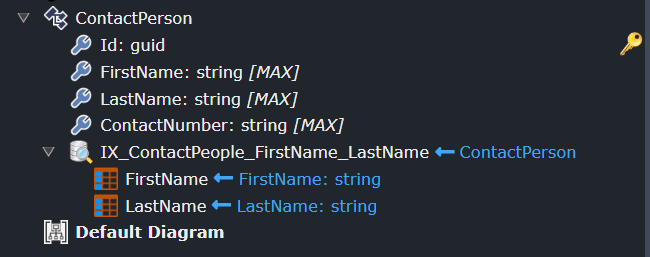 ContactPerson
Id: guid
FirstName: string [MAX]
LastName: string [MAX]
ContactNumber: string [MAX]
IX_ContactPeople_FirstName_LastName ContactPerson
FirstName FirstName: string
LastName LastName: string
Default Diagram